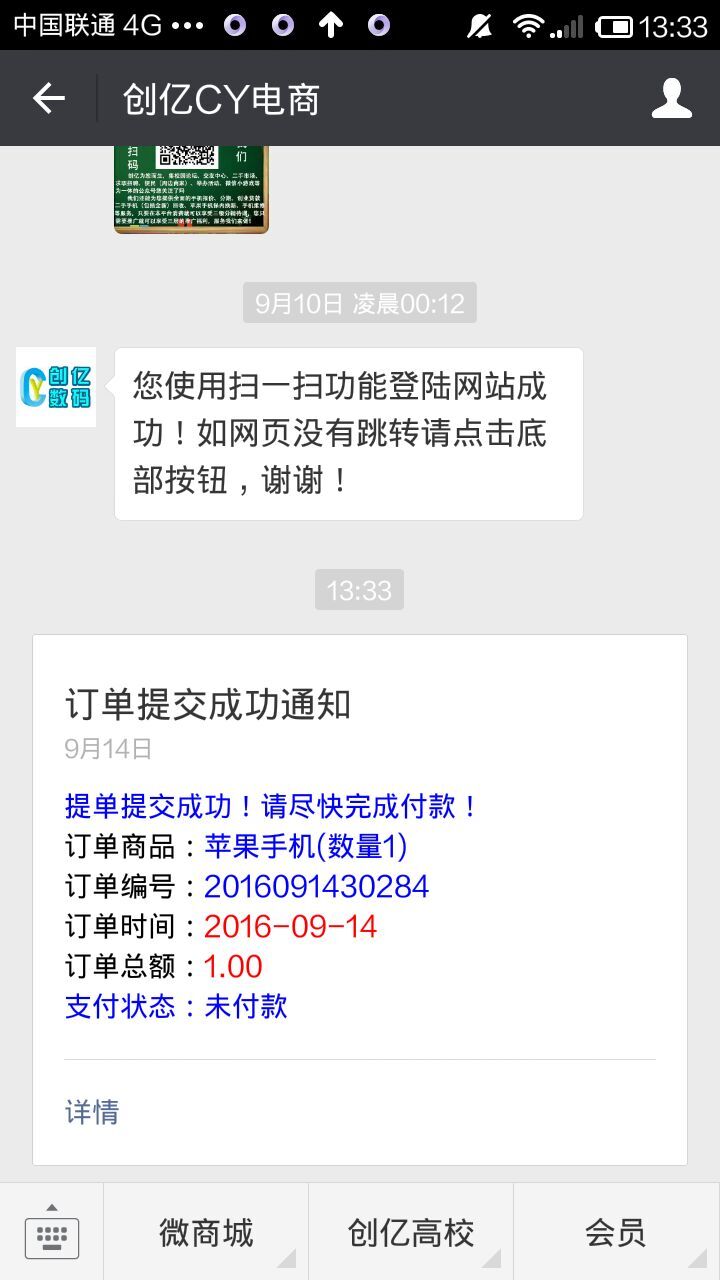 中国联通 4G 13:33
创亿CY电商
扫码
我们
9月10日 凌晨00:12
创亿
数码
您使用扫一扫功能登陆网站成
功！如网页没有跳转请点击底
部按钮，谢谢！
13:33
订单提交成功通知
9月14日
提单提交成功！请尽快完成付款！
订单商品：苹果手机(数量1)
订单编号：2016091430284
订单时间：2016-09-14
订单总额：1.00
支付状态：未付款
详情
微商城
创亿高校
会员